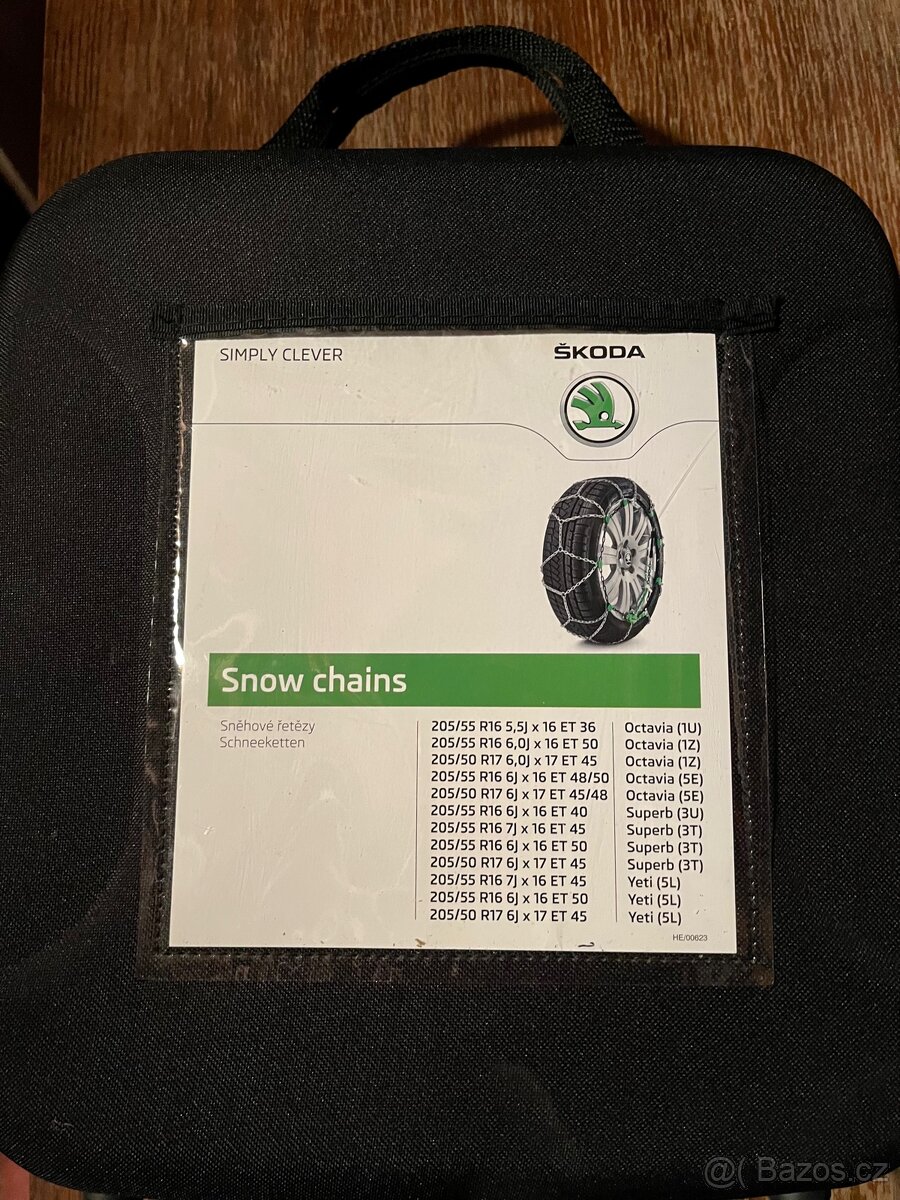 SIMPLY CLEVER
ŠKODA
Snow chains
Sněhové řetězy
Schneeketten
205/55 R16 5,5J x 16 ET 36 Octavia (1U)
205/55 R16 6,0J x 16 ET 50 Octavia (1Z)
205/50 R17 6,0J x 17 ET 45 Octavia (1Z)
205/55 R16 6J x 16 ET 48/50 Octavia (5E)
205/50 R17 6J x 17 ET 45/48 Octavia (5E)
205/55 R16 6J x 16 ET 40 Superb (3U)
205/55 R16 7J x 16 ET 45 Superb (3T)
205/55 R16 6J x 16 ET 50 Superb (3T)
205/50 R17 6J x 17 ET 45 Superb (3T)
205/55 R16 7J x 16 ET 45 Yeti (5L)
205/55 R16 6J x 16 ET 50 Yeti (5L)
205/50 R17 6J x 17 ET 45 Yeti (5L)
HE/00623
@( Bazos.cz